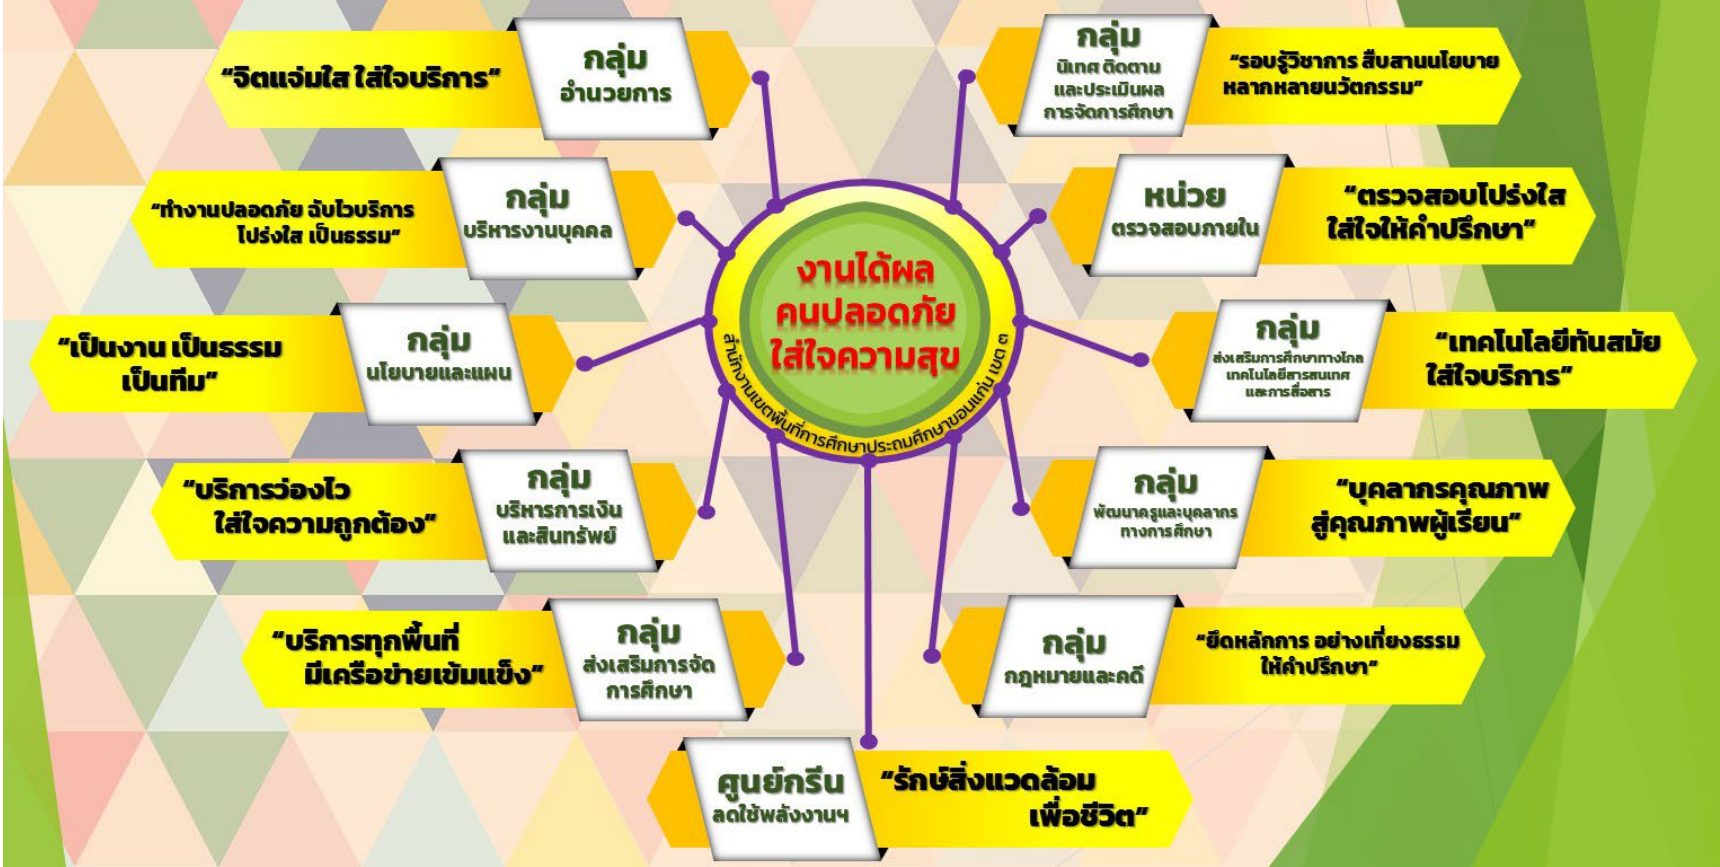 “จิตแจ่มใส ใส่ใจบริการ”
กลุ่ม
อำนวยการ
กลุ่ม
นิเทศ ติดตาม
และประเมินผล
การจัดการศึกษา
“รอบรู้วิชาการ สืบสานนโยบาย
หลากหลายนวัตกรรม”
“ทำงานปลอดภัย ฉับไวบริการ
โปร่งใส เป็นธรรม”
กลุ่ม
บริหารงานบุคคล
หน่วย
ตรวจสอบภายใน
“ตรวจสอบโปร่งใส
ใส่ใจให้คำปรึกษา”
งานได้ผล
คนปลอดภัย
ใส่ใจความสุข
สำนักงานเขตพื้นที่การศึกษาประถมศึกษาขอนแก่น เขต ๓
“เป็นงาน เป็นธรรม
เป็นทีม”
กลุ่ม
นโยบายและแผน
กลุ่ม
ส่งเสริมการศึกษาทางไกล
เทคโนโลยีสารสนเทศ
และการสื่อสาร
“เทคโนโลยีทันสมัย
ใส่ใจบริการ”
“บริการว่องไว
ใส่ใจความถูกต้อง”
กลุ่ม
บริหารการเงิน
และสินทรัพย์
กลุ่ม
พัฒนาครูและบุคลากร
ทางการศึกษา
“บุคลากรคุณภาพ
สู่คุณภาพผู้เรียน”
“บริการทุกพื้นที่
มีเครือข่ายเข้มแข็ง”
กลุ่ม
ส่งเสริมการจัด
การศึกษา
กลุ่ม
กฎหมายและคดี
“ยึดหลักการ อย่างเที่ยงธรรม
ให้คำปรึกษา”
ศูนย์กรีน
ลดใช้พลังงานฯ
“รักษ์สิ่งแวดล้อม
เพื่อชีวิต”